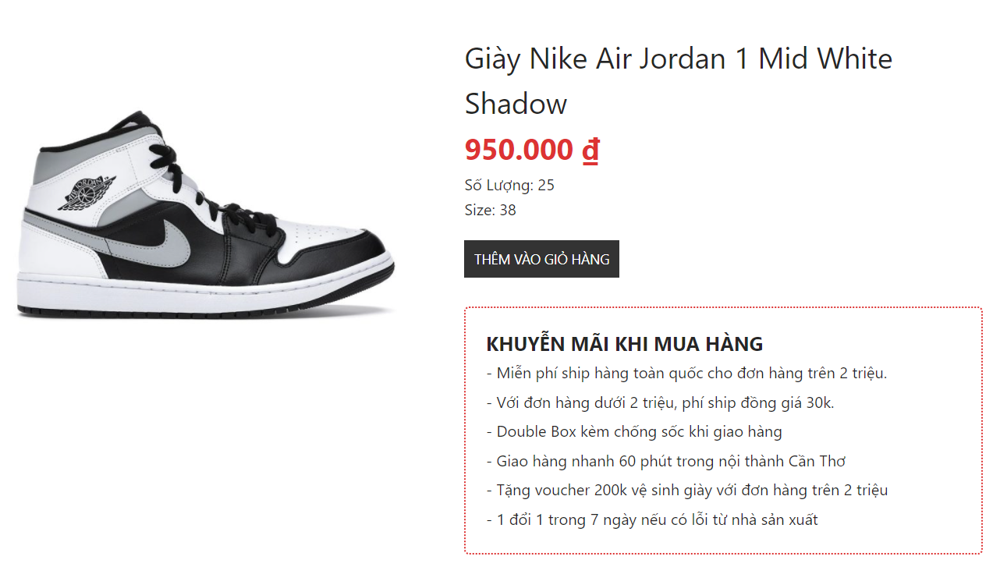 Giày Nike Air Jordan 1 Mid White
Shadow
950.000 ₫
Số Lượng: 25
Size: 38
THÊM VÀO GIỎ HÀNG
KHUYỄN MÃI KHI MUA HÀNG
- Miễn phí ship hàng toàn quốc cho đơn hàng trên 2 triệu.
- Với đơn hàng dưới 2 triệu, phí ship đồng giá 30k.
- Double Box kèm chống sốc khi giao hàng
- Giao hàng nhanh 60 phút trong nội thành Cần Thơ
- Tặng voucher 200k vệ sinh giày với đơn hàng trên 2 triệu
- 1 đổi 1 trong 7 ngày nếu có lỗi từ nhà sản xuất
AIR JORDAN